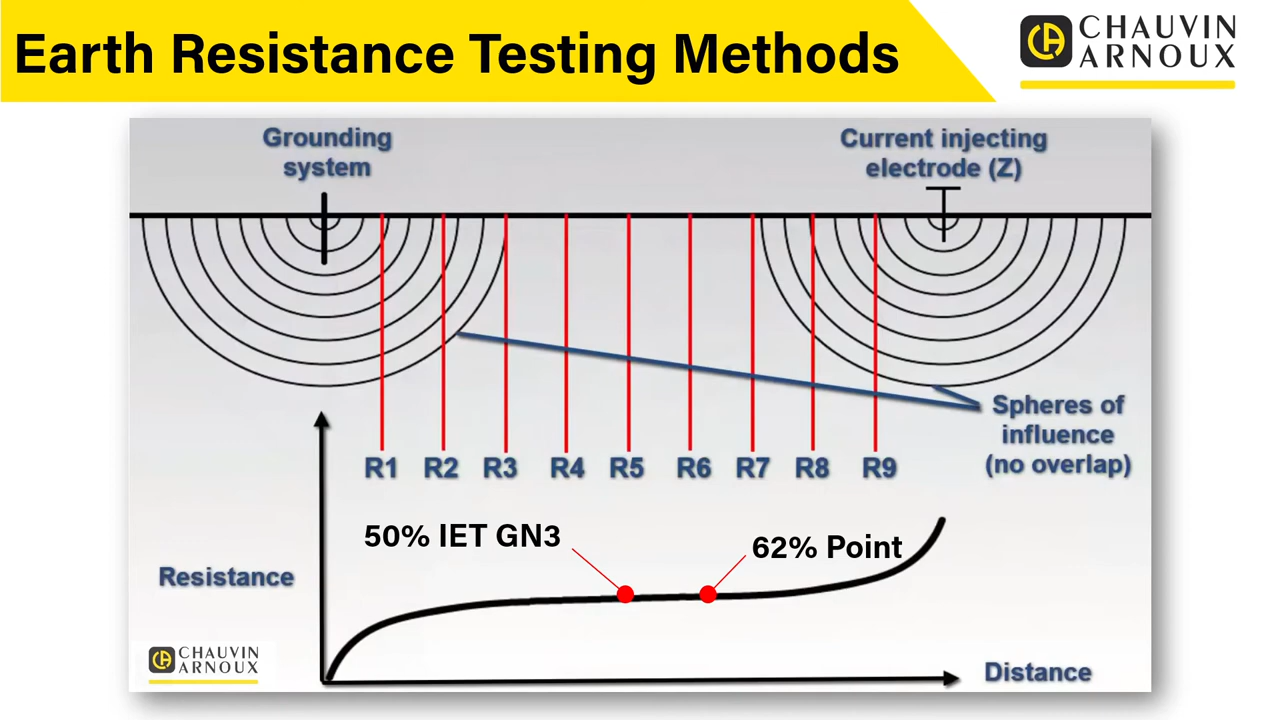 Earth Resistance Testing Methods
CHAUVIN
ARNOUX
Grounding
system
Current injecting
electrode (Z)
Spheres of
influence
(no overlap)
R1 R2 R3 R4 R5 R6 R7 R8 R9
50% IET GN3
62% Point
Resistance
CHAUVIN
ARNOUX
Distance